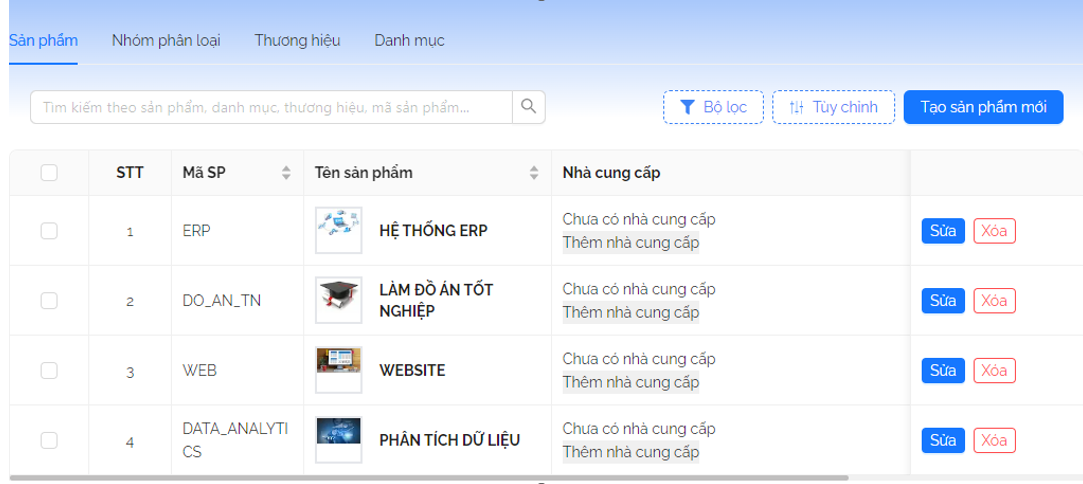 Sản phẩm Nhóm phân loại Thương hiệu Danh mục
Tìm kiếm theo sản phẩm, danh mục, thương hiệu, mã sản phẩm... Bộ lọc Tùy chỉnh Tạo sản phẩm mới
STT Mã SP Tên sản phẩm Nhà cung cấp
1 ERP HỆ THỐNG ERP Chưa có nhà cung cấp
Thêm nhà cung cấp
Sửa Xóa
2 DO_AN_TN LÀM ĐỒ ÁN TỐT
NGHIỆP
Chưa có nhà cung cấp
Thêm nhà cung cấp
Sửa Xóa
3 WEB WEBSITE Chưa có nhà cung cấp
Thêm nhà cung cấp
Sửa Xóa
4 DATA_ANALYTI
CS
PHÂN TÍCH DỮ LIỆU
Chưa có nhà cung cấp
Thêm nhà cung cấp
Sửa Xóa